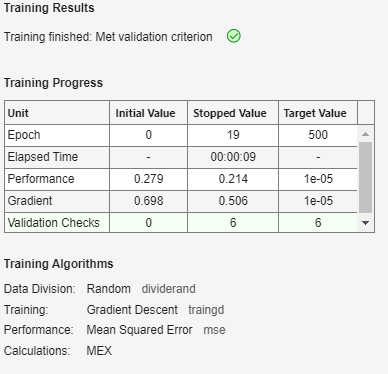 Training Results
Training finished: Met validation criterion
Training Progress
Unit Initial Value Stopped Value Target Value
Epoch 0 19 500
Elapsed Time - 00:00:09 -
Performance 0.279 0.214 1e-05
Gradient 0.698 0.506 1e-05
Validation Checks 0 6 6
Training Algorithms
Data Division: Random dividerand
Training: Gradient Descent traingd
Performance: Mean Squared Error mse
Calculations: MEX